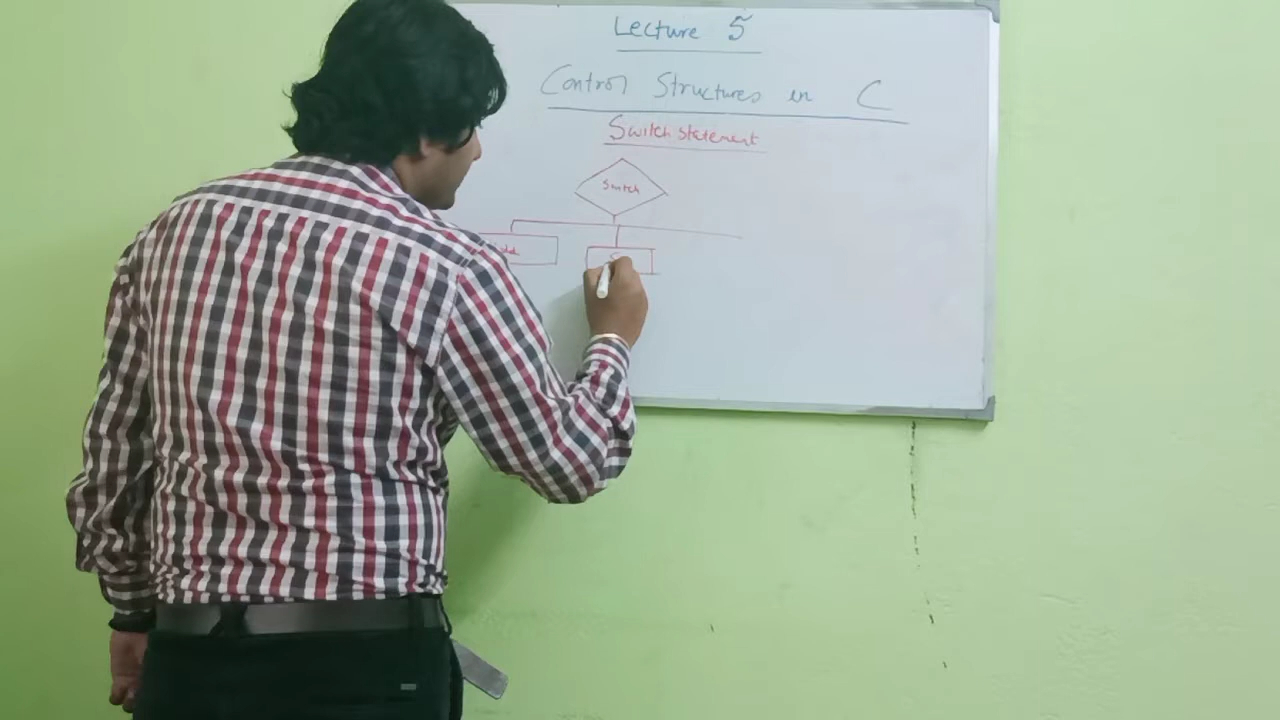 Lecture 5
Control Structures in C
Switch statement
Switch